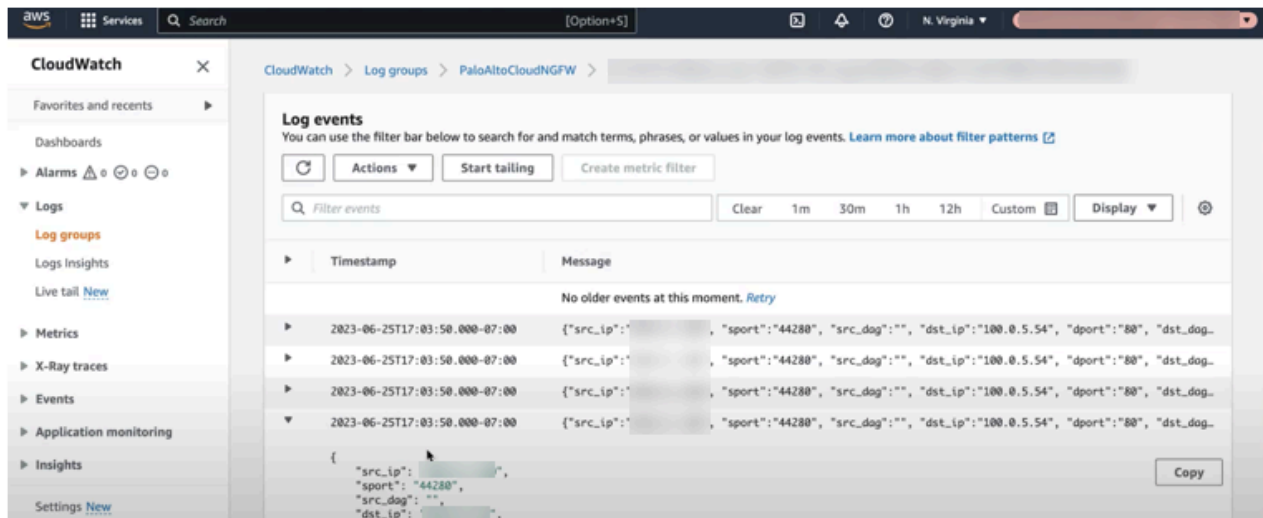 aws Services Search [Option+S] N. Virginia
CloudWatch
Favorites and recents
Dashboards
Alarms 0 0 0
Logs
Log groups
Logs Insights
Live tail New
Metrics
X-Ray traces
Events
Application monitoring
Insights
Settings New
CloudWatch > Log groups > PaloAltoCloudNGFW >
Log events
You can use the filter bar below to search for and match terms, phrases, or values in your log events. Learn more about filter patterns
Actions Start tailing Create metric filter
Filter events Clear 1m 30m 1h 12h Custom Display
Timestamp Message
No older events at this moment. Retry
2023-06-25T17:03:50.000-07:00 {"src_ip":" , "sport":"44280", "src_dag":"", "dst_ip":"100.0.5.54", "dport":"80", "dst_dag…
2023-06-25T17:03:50.000-07:00 {"src_ip":" , "sport":"44280", "src_dag":"", "dst_ip":"100.0.5.54", "dport":"80", "dst_dag…
2023-06-25T17:03:50.000-07:00 {"src_ip":" , "sport":"44280", "src_dag":"", "dst_ip":"100.0.5.54", "dport":"80", "dst_dag…
2023-06-25T17:03:50.000-07:00 {"src_ip":" , "sport":"44280", "src_dag":"", "dst_ip":"100.0.5.54", "dport":"80", "dst_dag…
{
Copy
"src_ip": ",
"sport": "44280",
"src_dag": "",
"dst_ip": ",